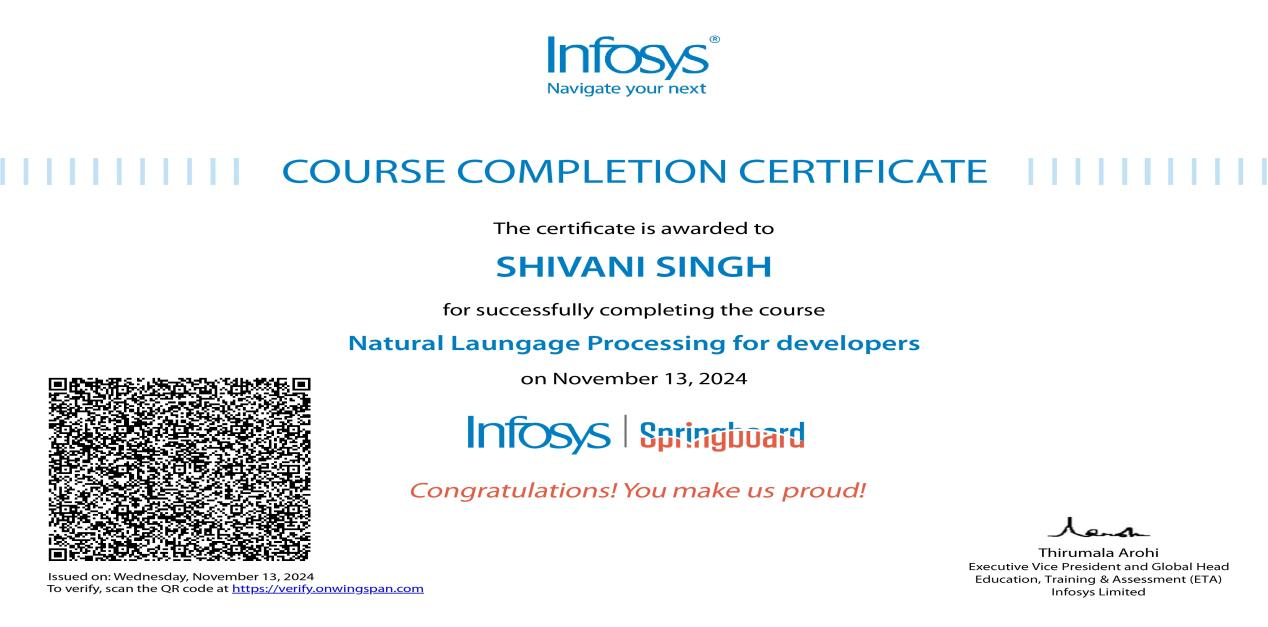 Infosys®
Navigate your next
COURSE COMPLETION CERTIFICATE
The certificate is awarded to
SHIVANI SINGH
for successfully completing the course
Natural Laungage Processing for developers
on November 13, 2024
Infosys | Springboard
Congratulations! You make us proud!
Issued on: Wednesday, November 13, 2024
To verify, scan the QR code at https://verify.onwingspan.com
Thirumala Arohi
Executive Vice President and Global Head
Education, Training & Assessment (ETA)
Infosys Limited